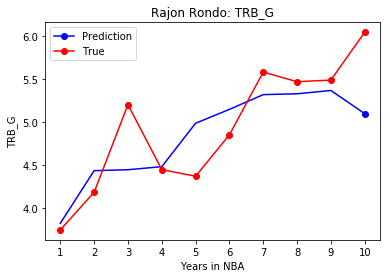 Rajon Rondo: TRB_G
Prediction
True
TRB_G
6.0
5.5
5.0
4.5
4.0
1 2 3 4 5 6 7 8 9 10
Years in NBA